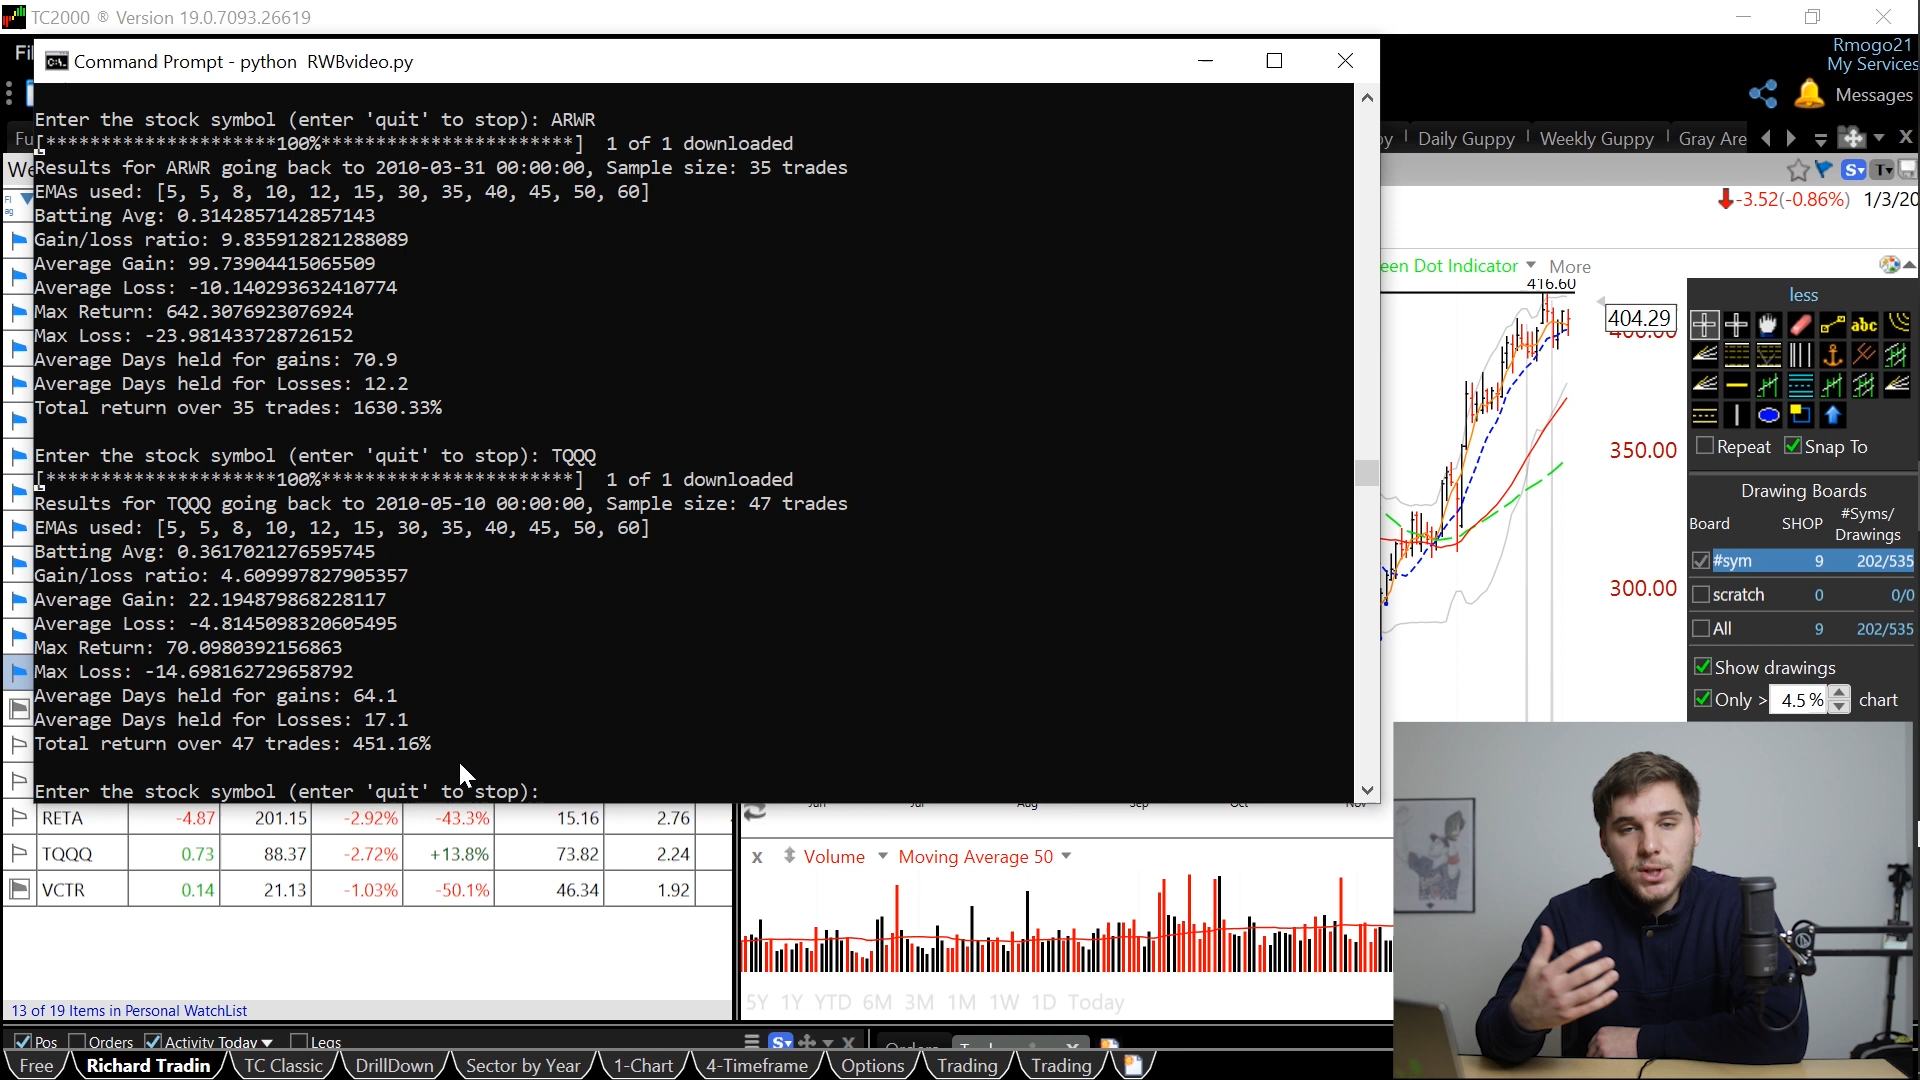 TC2000 ® Version 19.0.7093.26619
Rmogo21
My Services
Messages
Command Prompt - python RWBvideo.py
Enter the stock symbol (enter 'quit' to stop): ARWR
[**********************100%***********************] 1 of 1 downloaded
Results for ARWR going back to 2010-03-31 00:00:00, Sample size: 35 trades
EMAs used: [5, 5, 8, 10, 12, 15, 30, 35, 40, 45, 50, 60]
Batting Avg: 0.3142857142857143
Gain/loss ratio: 9.835912821288089
Average Gain: 99.73904415065509
Average Loss: -10.140293632410774
Max Return: 642.3076923076924
Max Loss: -23.981433728726152
Average Days held for gains: 70.9
Average Days held for Losses: 12.2
Total return over 35 trades: 1630.33%
Enter the stock symbol (enter 'quit' to stop): TQQQ
[**********************100%***********************] 1 of 1 downloaded
Results for TQQQ going back to 2010-05-10 00:00:00, Sample size: 47 trades
EMAs used: [5, 5, 8, 10, 12, 15, 30, 35, 40, 45, 50, 60]
Batting Avg: 0.3617021276595745
Gain/loss ratio: 4.609997827905357
Average Gain: 22.194879868228117
Average Loss: -4.8145098320605495
Max Return: 70.0980392156863
Max Loss: -14.698162729658792
Average Days held for gains: 64.1
Average Days held for Losses: 17.1
Total return over 47 trades: 451.16%
Enter the stock symbol (enter 'quit' to stop):
Daily Guppy Weekly Guppy Gray Are
-3.52(-0.86%) 1/3/20
een Dot Indicator More
416.60
404.29
350.00
300.00
less
abc
Repeat Snap To
Drawing Boards
Board SHOP #Syms/
Drawings
#sym 9 202/535
scratch 0 0/0
All 9 202/535
Show drawings
Only > 4.5 % chart
RETA -4.87 201.15 -2.92% -43.3% 15.16 2.76
TQQQ 0.73 88.37 -2.72% +13.8% 73.82 2.24
VCTR 0.14 21.13 -1.03% -50.1% 46.34 1.92
13 of 19 Items in Personal WatchList
Jun Jul Aug Sep Oct Nov
x Volume Moving Average 50
5Y 1Y YTD 6M 3M 1M 1W 1D Today
Pos Orders Activity Today Legs
Free Richard Tradin TC Classic DrillDown Sector by Year 1-Chart 4-Timeframe Options Trading Trading